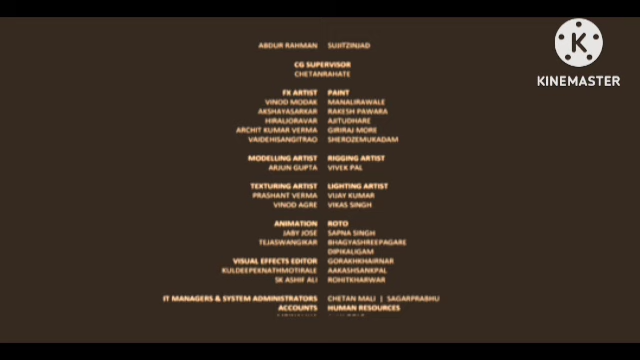 ABDUR RAHMAN SUJITZINJAD
KINEMASTER
CG SUPERVISOR
CHETANRAHATE
FX ARTIST PAINT
VINOD MODAK MANALIRAWALE
AKSHAYASARKAR RAKESH PAWARA
HIRALJORAVAR AJITUDHARE
ARCHIT KUMAR VERMA GIRIRAJ MORE
VAIDEHISANGITRAO SHEROZEMUKADAM
MODELLING ARTIST RIGGING ARTIST
ARJUN GUPTA VIVEK PAL
TEXTURING ARTIST LIGHTING ARTIST
PRASHANT VERMA VIJAY KUMAR
VINOD AGRE VIKAS SINGH
ANIMATION ROTO
JABY JOSE SAPNA SINGH
TEJASWANGIKAR BHAGYASHREEPAGARE
DIPIKALIGAM
VISUAL EFFECTS EDITOR GORAKHKHAIRNAR
KULDEEPEKNATHMOTIRALE AAKASHSANKPAL
SK ASHIF ALI ROHITKHARWAR
IT MANAGERS & SYSTEM ADMINISTRATORS CHETAN MALI | SAGARPRABHU
ACCOUNTS HUMAN RESOURCES